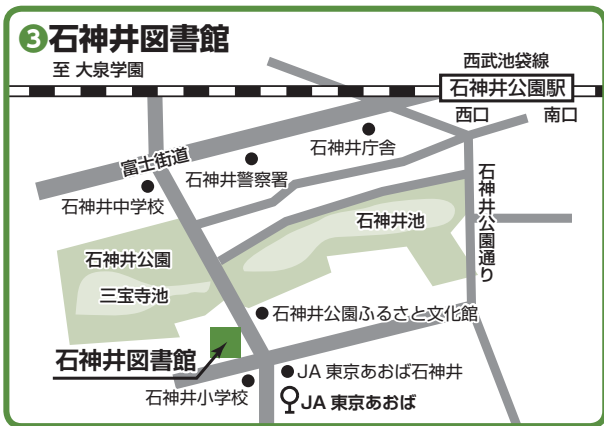 ❸石神井図書館
至 大泉学園
西武池袋線
石神井公園駅
西口
南口
石神井庁舎
富士街道
石神井警察署
石神井中学校
石神井公園通り
石神井池
石神井公園
三宝寺池
石神井公園ふるさと文化館
石神井図書館
JA 東京あおば石神井
石神井小学校
JA 東京あおば